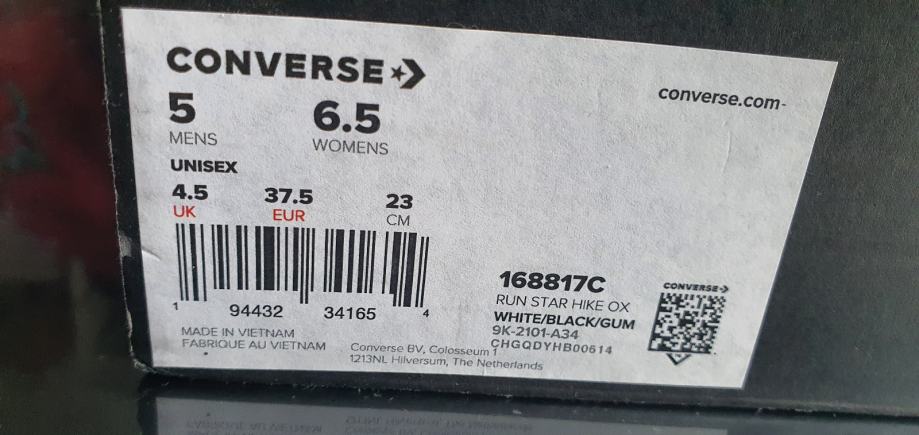 CONVERSE
converse.com
5 6.5
MENS WOMENS
UNISEX
4.5 37.5 23
UK EUR CM
1 94432 34165 4
168817C
RUN STAR HIKE OX
WHITE/BLACK/GUM
9K-2101-A34
CHGQDYHB00614
CONVERSE
MADE IN VIETNAM
FABRIQUE AU VIETNAM
Converse BV, Colosseum 1
1213NL Hilversum, The Netherlands